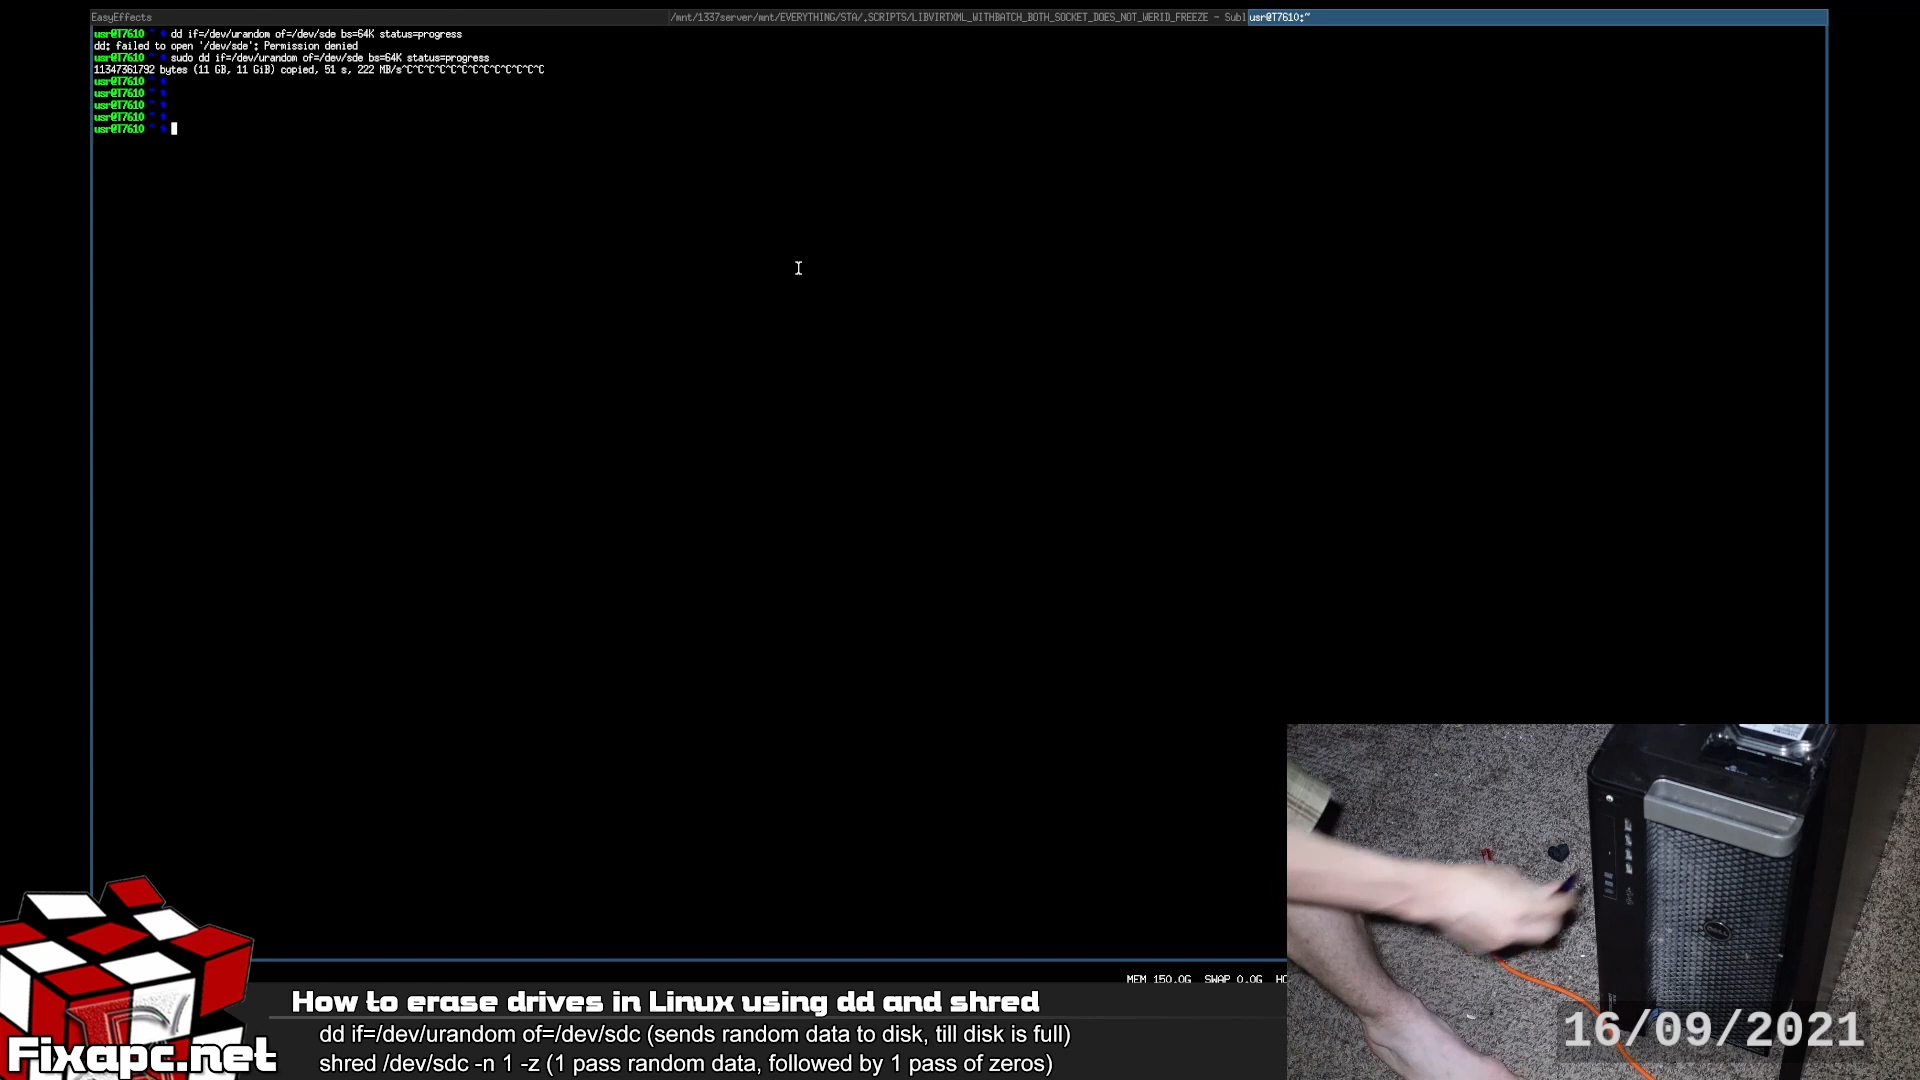 EasyEffects
/mnt/1337server/mnt/EVERYTHING/STA/.SCRIPTS/LIBVIRTXML_WITHBATCH_BOTH_SOCKET_DOES_NOT_WERID_FREEZE - Subl
usr@T7610:~
usr@T7610 ~ $ dd if=/dev/urandom of=/dev/sde bs=64K status=progress
dd: failed to open '/dev/sde': Permission denied
usr@T7610 ~ $ sudo dd if=/dev/urandom of=/dev/sde bs=64K status=progress
11347361792 bytes (11 GB, 11 GiB) copied, 51 s, 222 MB/s^C^C^C^C^C^C^C^C^C^C^C^C^C
usr@T7610 ~ $
usr@T7610 ~ $
usr@T7610 ~ $
usr@T7610 ~ $
usr@T7610 ~ $
MEM 150.0G SWAP 0.0G
How to erase drives in Linux using dd and shred
dd if=/dev/urandom of=/dev/sdc (sends random data to disk, till disk is full)
shred /dev/sdc -n 1 -z (1 pass random data, followed by 1 pass of zeros)
Fixapc.net
16/09/2021